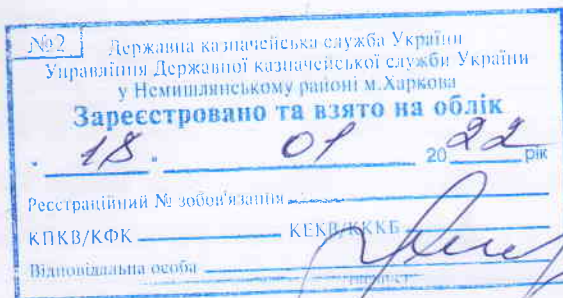 №2 Державна казначейська служба України
Управління Державної казначейської служби України
у Немишлянському районі м.Харкова
Зареєстровано та взято на облік
" 18 " 01 2022 рік
Реєстраційний № зобов'язання
КПКВ/КФК КЕКВ/КККБ
Відповідальна особа